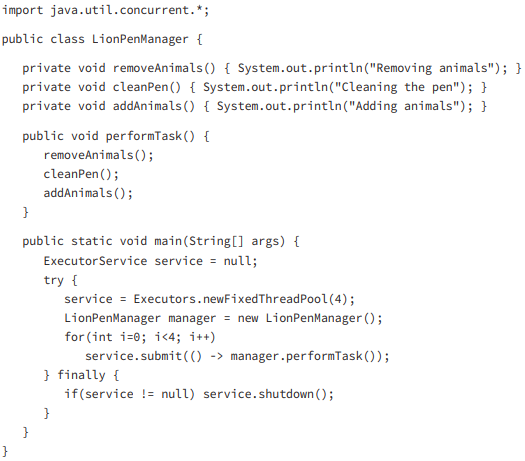 import java.util.concurrent.*;
public class LionPenManager {
private void removeAnimals() { System.out.println("Removing animals"); }
private void cleanPen() { System.out.println("Cleaning the pen"); }
private void addAnimals() { System.out.println("Adding animals"); }
public void performTask() {
removeAnimals();
cleanPen();
addAnimals();
}
public static void main(String[] args) {
ExecutorService service = null;
try {
service = Executors.newFixedThreadPool(4);
LionPenManager manager = new LionPenManager();
for(int i=0; i<4; i++)
service.submit(() -> manager.performTask());
} finally {
if(service != null) service.shutdown();
}
}
}